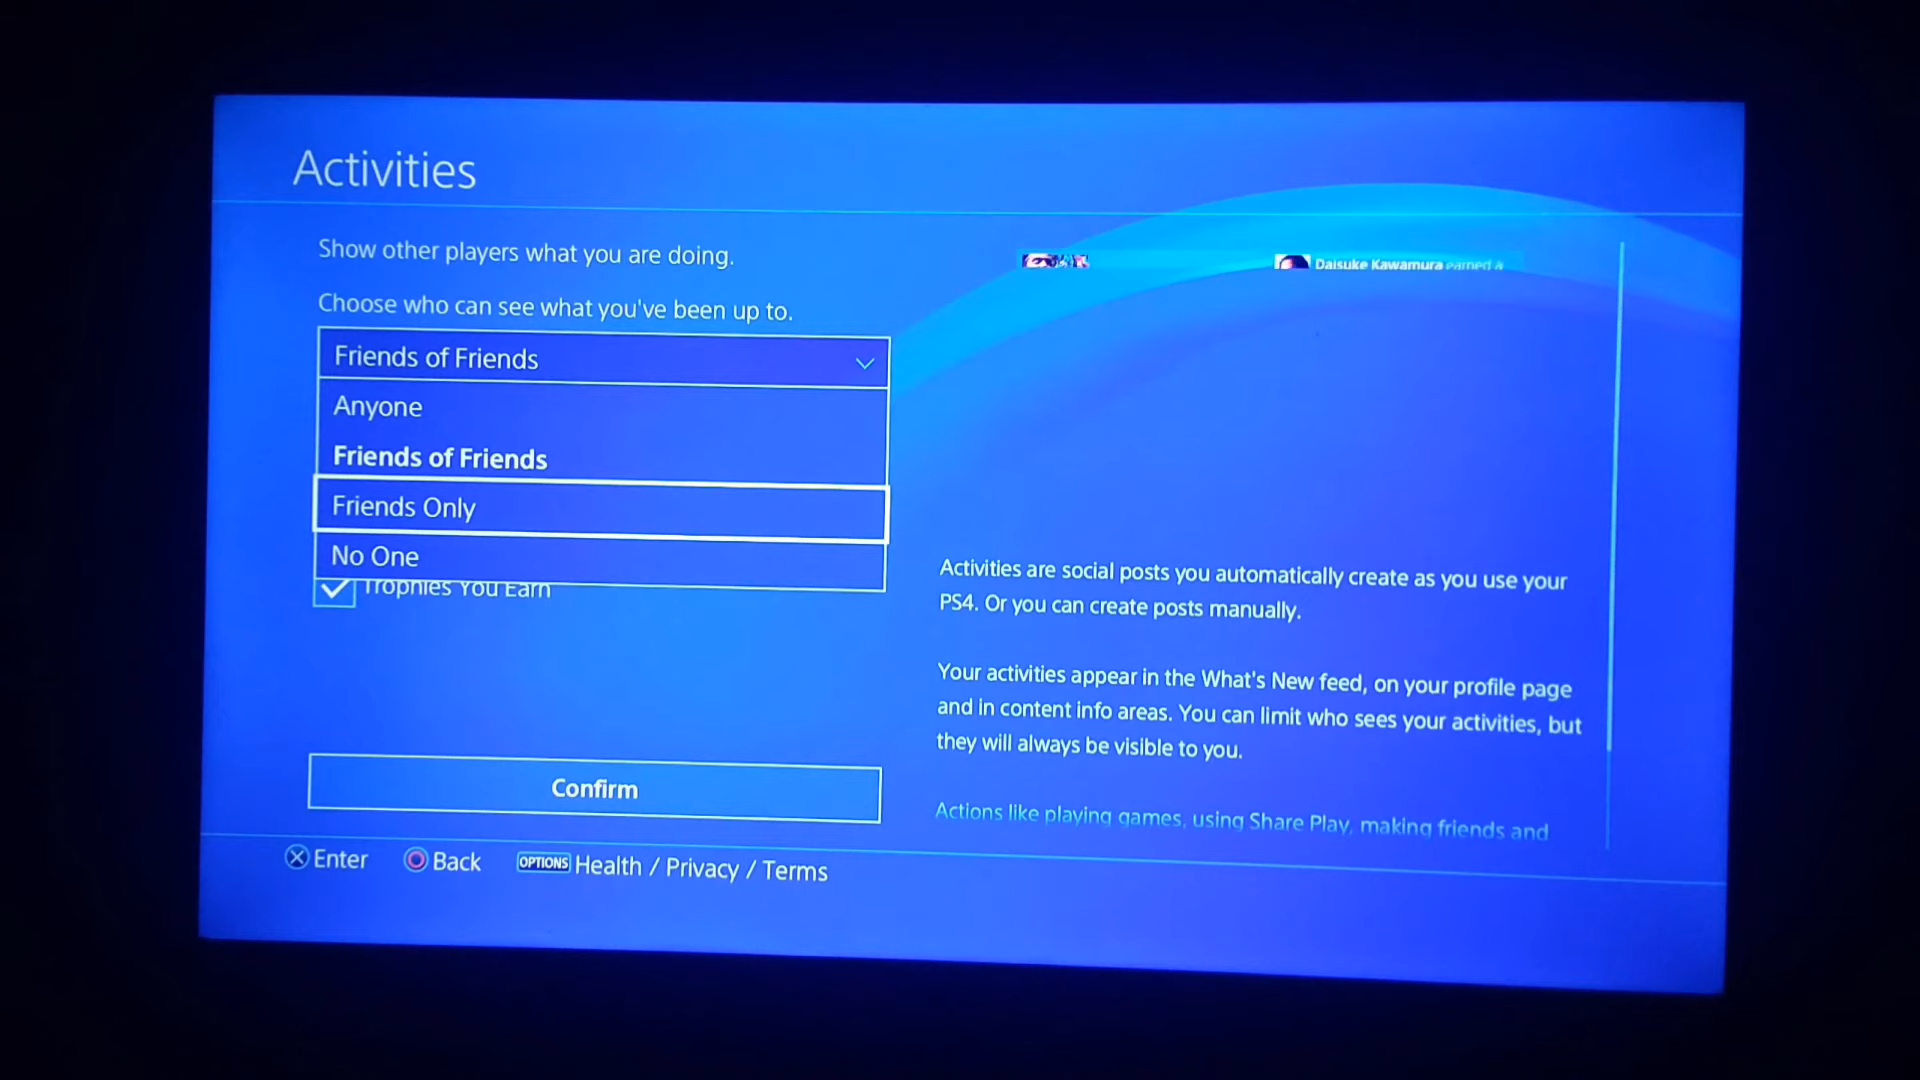 Activities
Show other players what you are doing.
Choose who can see what you've been up to.
Friends of Friends
Anyone
Friends of Friends
Friends Only
No One
Trophies You Earn
Confirm
Daisuke Kawamura earned a
Activities are social posts you automatically create as you use your
PS4. Or you can create posts manually.
Your activities appear in the What's New feed, on your profile page
and in content info areas. You can limit who sees your activities, but
they will always be visible to you.
Actions like playing games, using Share Play, making friends and
Enter Back OPTIONS Health / Privacy / Terms